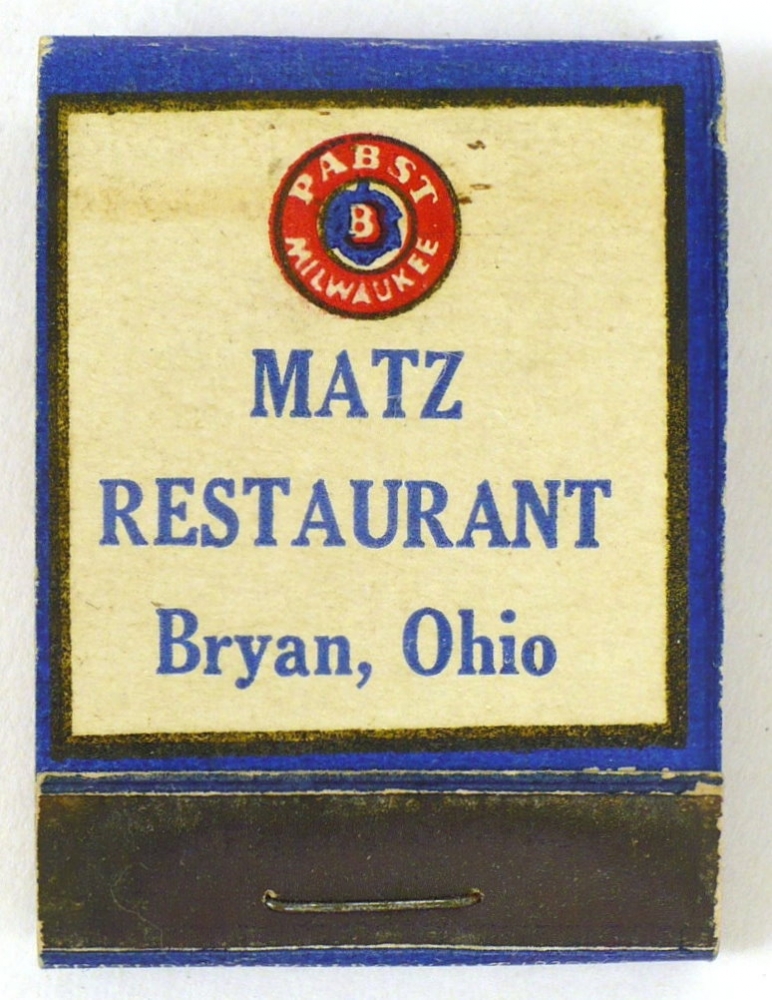 PABST
B
MILWAUKEE
MATZ
RESTAURANT
Bryan, Ohio